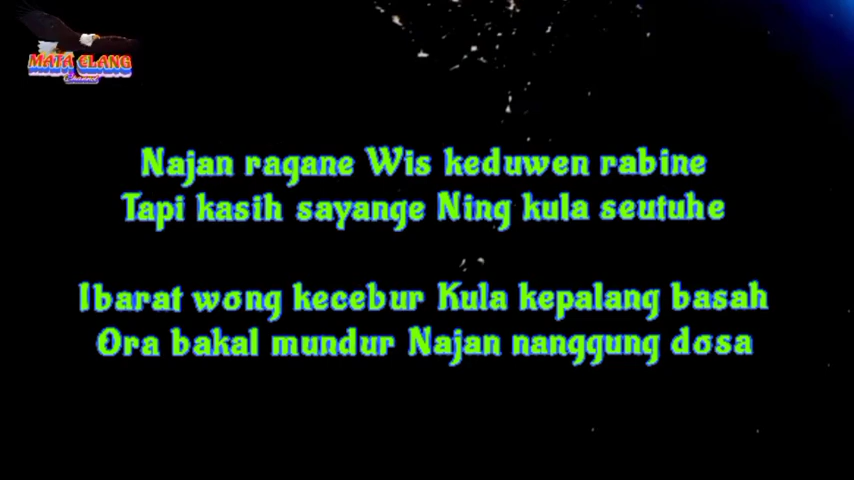 MATA ELANG
Channel
Najan ragane Wis keduwen rabine
Tapi kasih sayange Ning kula seutuhe
Ibarat wong kecebur Kula kepalang basah
Ora bakal mundur Najan nanggung dosa